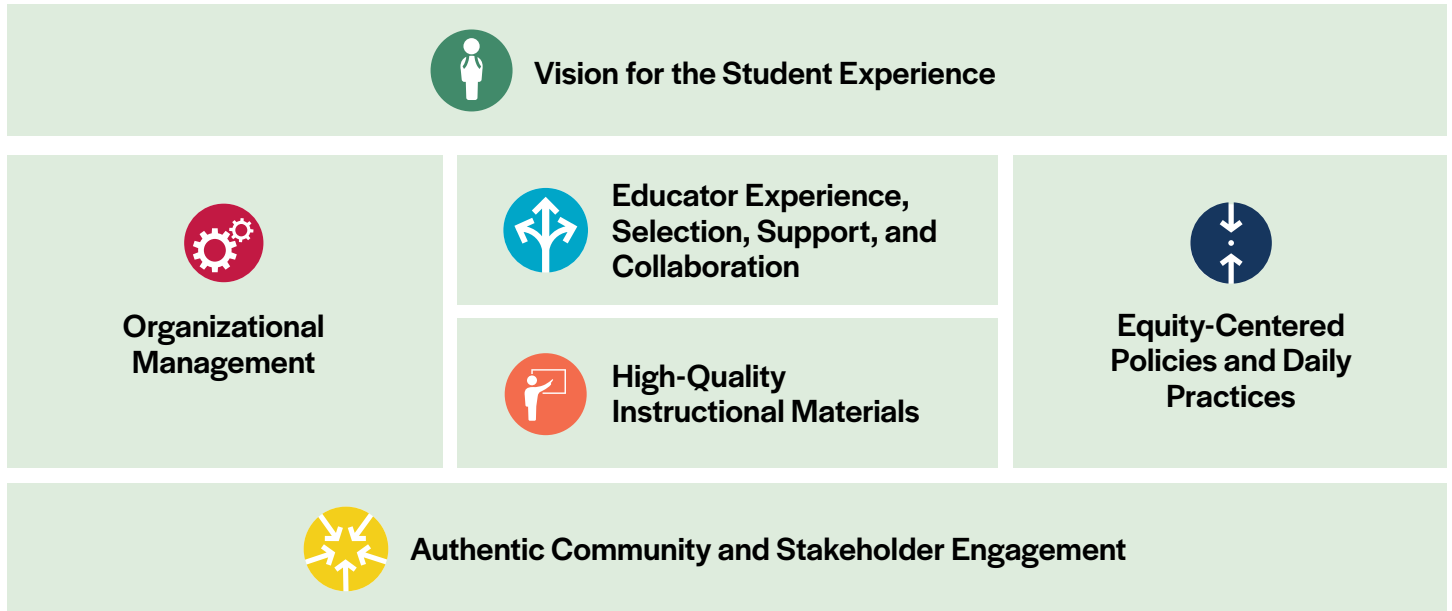 Vision for the Student Experience
Organizational
Management
Educator Experience,
Selection, Support, and
Collaboration
High-Quality
Instructional Materials
Equity-Centered
Policies and Daily
Practices
Authentic Community and Stakeholder Engagement